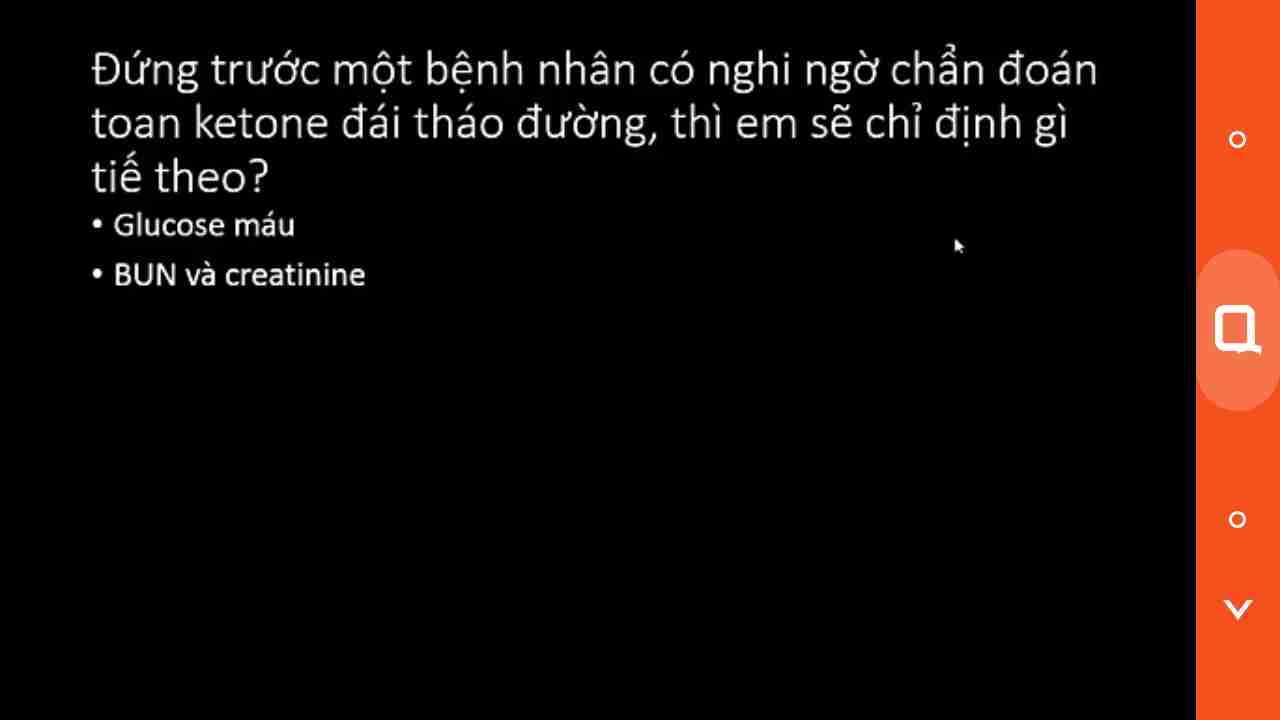 Đứng trước một bệnh nhân có nghi ngờ chẩn đoán
toan ketone đái tháo đường, thì em sẽ chỉ định gì
tiế theo?
• Glucose máu
• BUN và creatinine